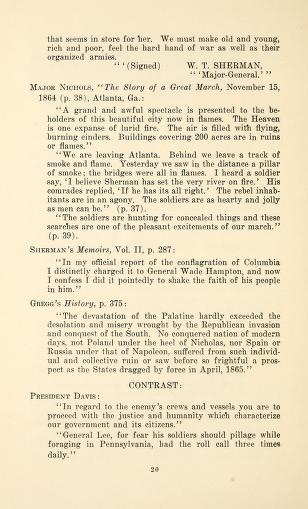 that seems in store for her. We must make old and young,
rich and poor, feel the hard hand of war as well as their
organized armies.
"'(Signed) W. T. SHERMAN,
"'Major-General.'"
MAJOR NICHOLS, "The Story of a Great March, November 15,
1864 (p. 38), Atlanta, Ga.:
"A grand and awful spectacle is presented to the be-
holders of this beautiful city now in flames. The Heaven
is one expanse of lurid fire. The air is filled with flying,
burning cinders. Buildings covering 200 acres are in ruins
or flames."
"We are leaving Atlanta. Behind we leave a track of
smoke and flame. Yesterday we saw in the distance a pillar
of smoke; the bridges were all in flames. I heard a soldier
say, 'I believe Sherman has set the very river on fire.' His
comrades replied, 'If he has its all right.' The rebel inhab-
itants are in an agony. The soldiers are as hearty and jolly
as men can be." (p. 37).
"The soldiers are hunting for concealed things and these
searches are one of the pleasant excitements of our march."
(p. 39).
SHERMAN'S Memoirs, Vol. II, p. 287:
"In my official report of the conflagration of Columbia
I distinctly charged it to General Wade Hampton, and now
I confess I did it pointedly to shake the faith of his people
in him."
GREGG'S History, p. 375:
"The devastation of the Palatine hardly exceeded the
desolation and misery wrought by the Republican invasion
and conquest of the South. No conquered nation of modern
days, not Poland under the heel of Nicholas, nor Spain or
Russia under that of Napoleon, suffered from such individ-
ual and collective ruin or saw before so frightful a pros-
pect as the States dragged by force in April, 1865."
CONTRAST:
PRESIDENT DAVIS:
"In regard to the enemy's crews and vessels you are to
proceed with the justice and humanity which characterize
our government and its citizens."
"General Lee, for fear his soldiers should pillage while
foraging in Pennsylvania, had the roll call three times
daily."
20